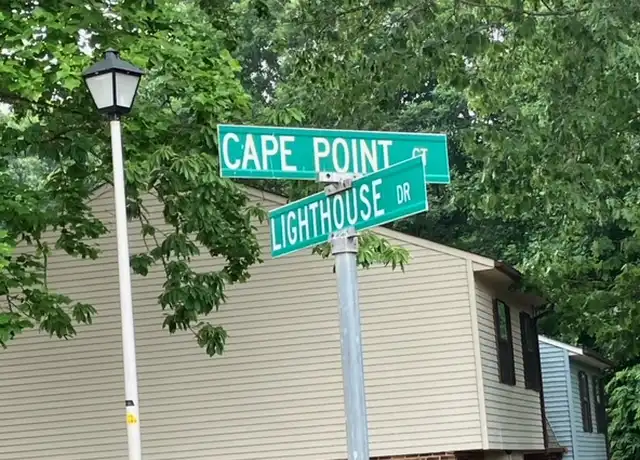 CAPE POINT CT
LIGHTHOUSE DR